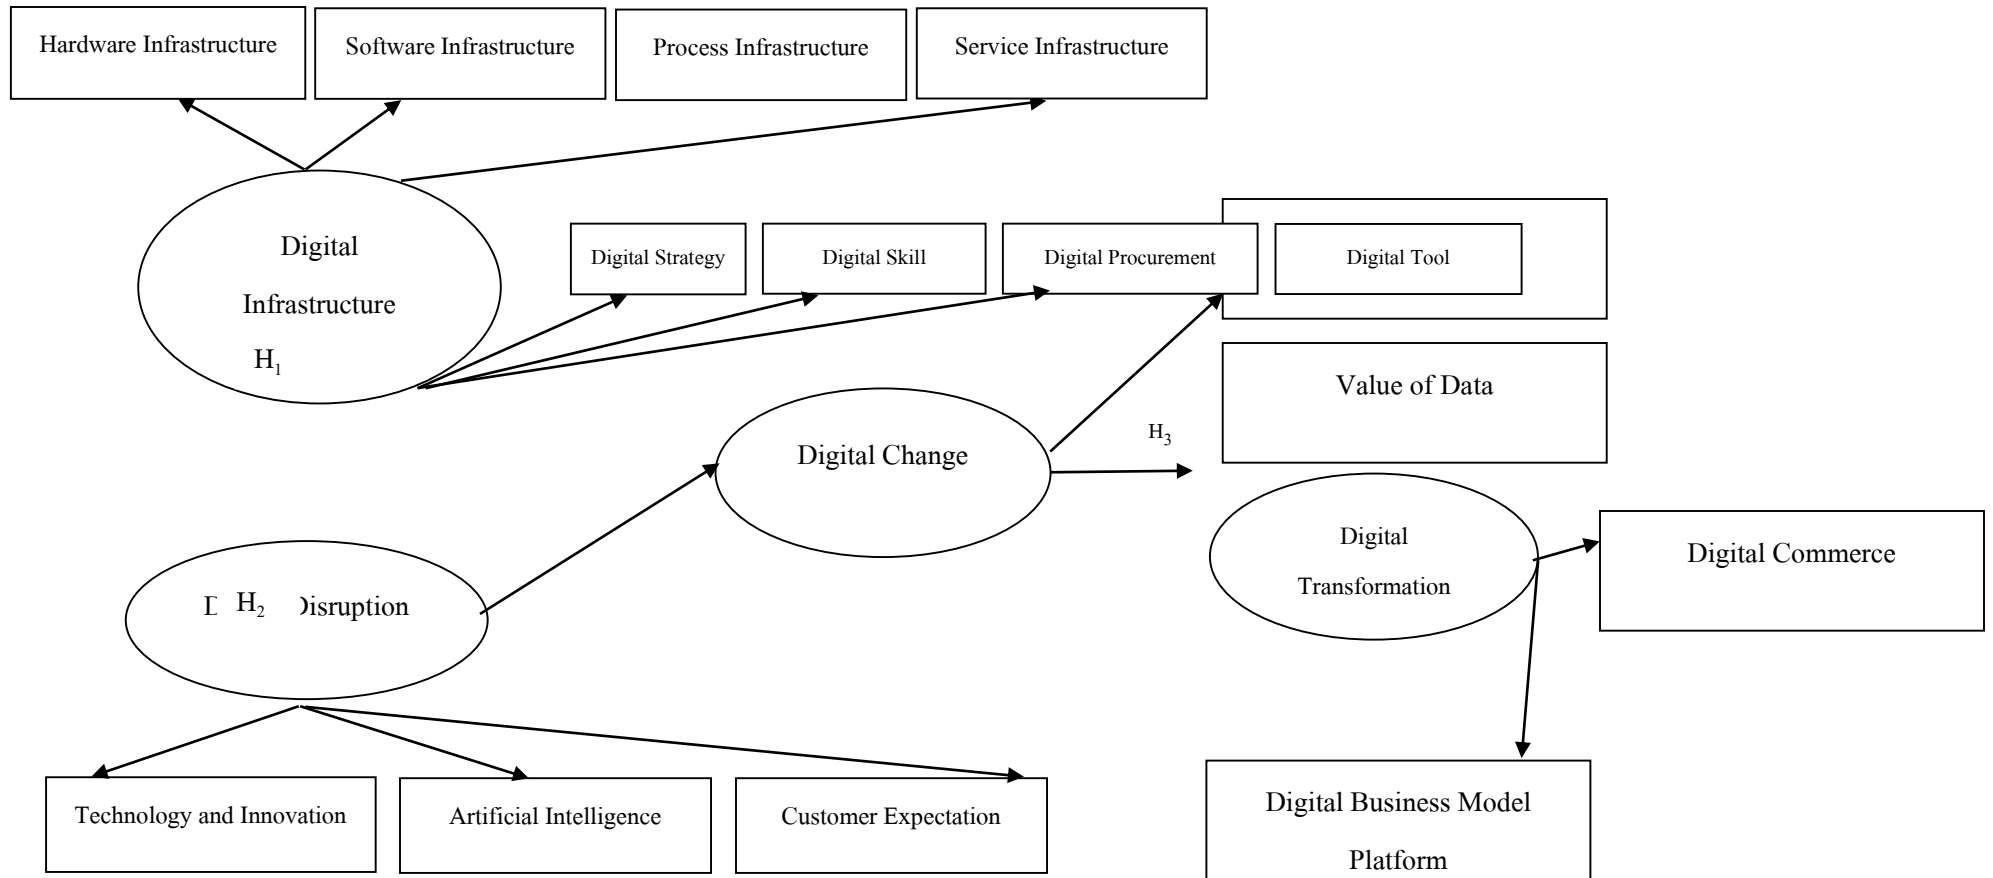 Hardware Infrastructure
Software Infrastructure
Process Infrastructure
Service Infrastructure
Digital
Infrastructure
H1
Digital Strategy
Digital Skill
Digital Procurement
Digital Tool
Value of Data
Digital Change
H3
Digital
Transformation
Digital Commerce
H2
Technology and Innovation
Artificial Intelligence
Customer Expectation
Digital Business Model
Platform